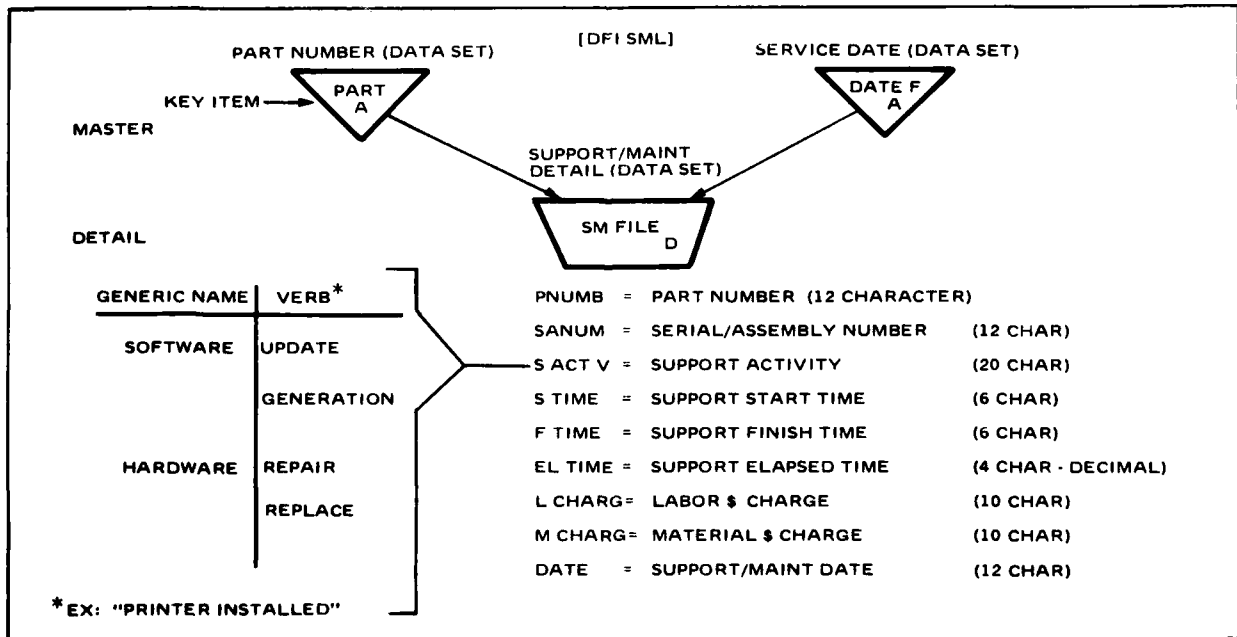 [DFI SML]
PART NUMBER (DATA SET)
SERVICE DATE (DATA SET)
PART
A
DATE F
A
KEY ITEM
MASTER
SUPPORT/MAINT
DETAIL (DATA SET)
SM FILE
D
DETAIL
GENERIC NAME VERB*
SOFTWARE UPDATE
GENERATION
HARDWARE REPAIR
REPLACE
*EX: "PRINTER INSTALLED"
PNUMB = PART NUMBER (12 CHARACTER)
SANUM = SERIAL/ASSEMBLY NUMBER (12 CHAR)
S ACT V = SUPPORT ACTIVITY (20 CHAR)
S TIME = SUPPORT START TIME (6 CHAR)
F TIME = SUPPORT FINISH TIME (6 CHAR)
EL TIME = SUPPORT ELAPSED TIME (4 CHAR - DECIMAL)
L CHARG= LABOR $ CHARGE (10 CHAR)
M CHARG= MATERIAL $ CHARGE (10 CHAR)
DATE = SUPPORT/MAINT DATE (12 CHAR)